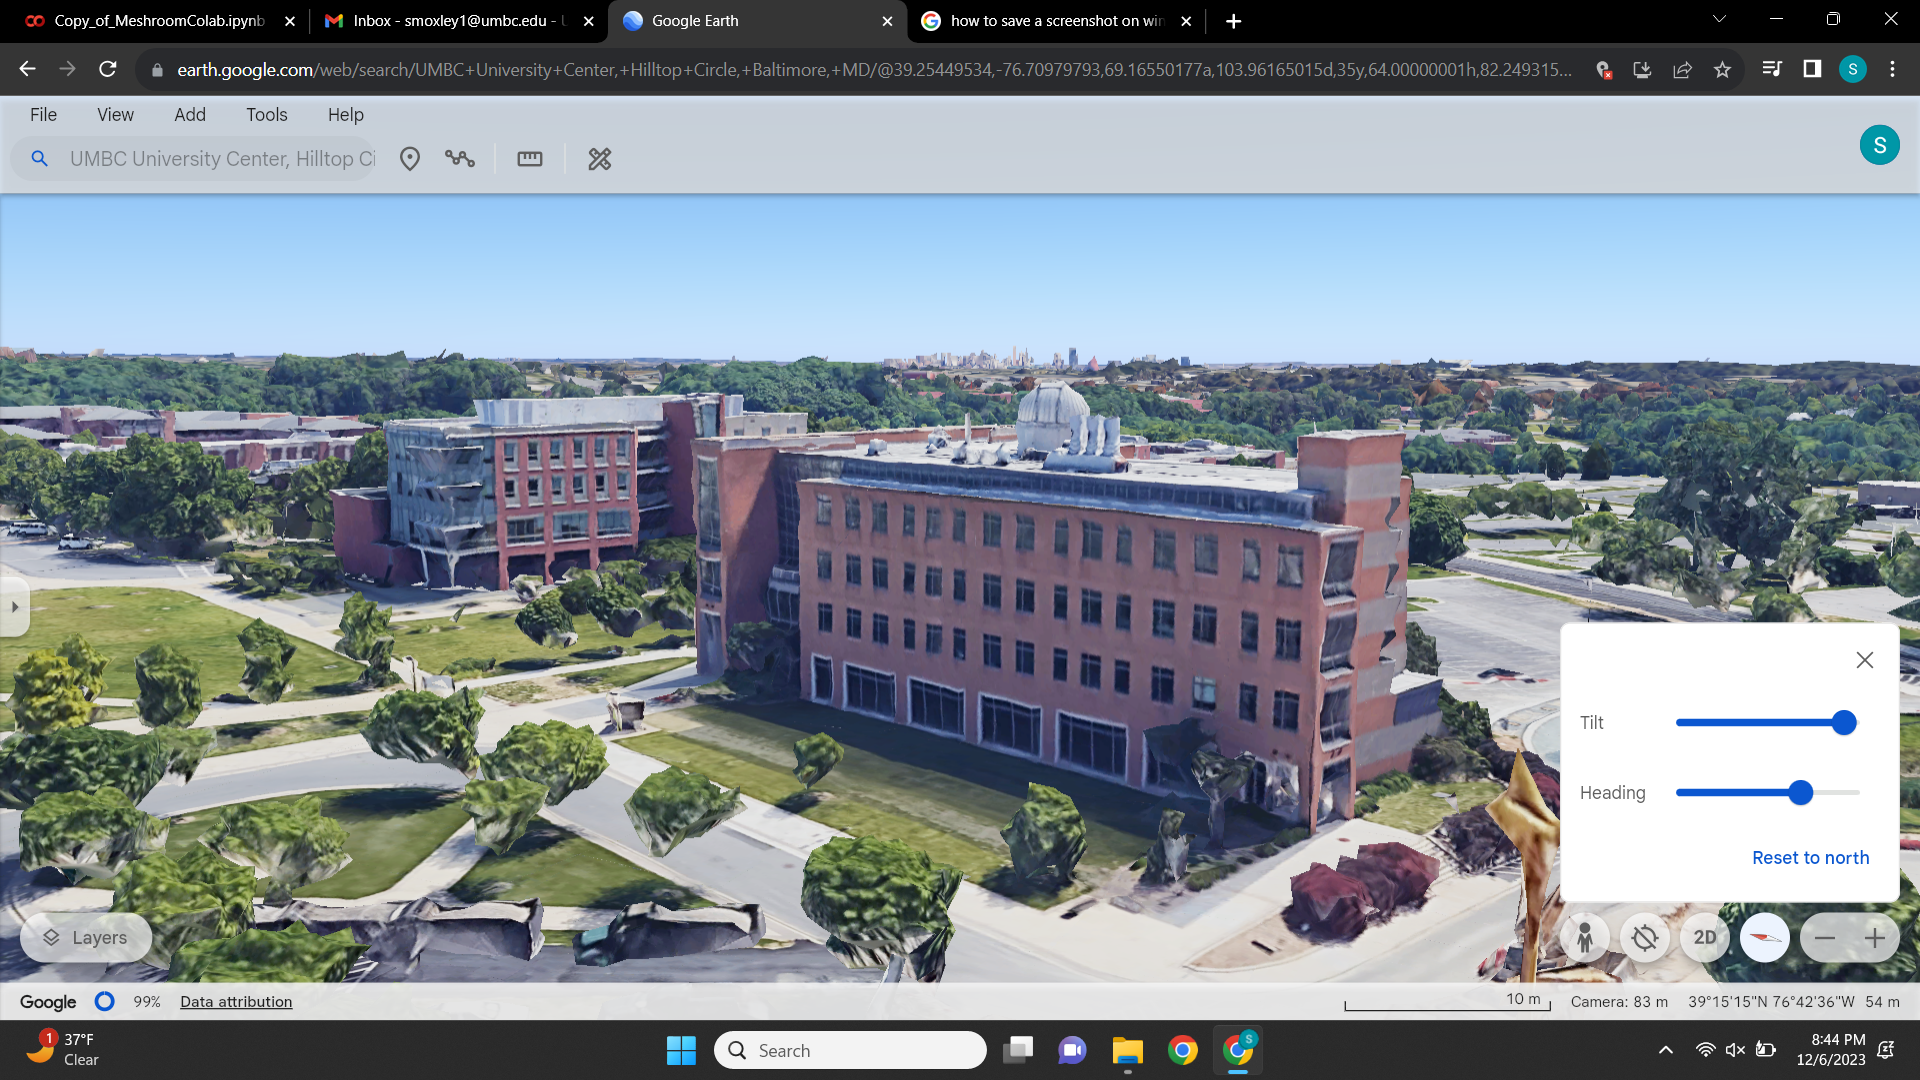 Copy_of_MeshroomColab.ipynb
Inbox - smoxley1@umbc.edu - U
Google Earth
how to save a screenshot on win
earth.google.com/web/search/UMBC+University+Center,+Hilltop+Circle,+Baltimore,+MD/@39.25449534,-76.70979793,69.16550177a,103.96165015d,35y,64.00000001h,82.249315...
S
File View Add Tools Help
UMBC University Center, Hilltop Ci
S
Tilt
Heading
Reset to north
Layers
2D
Google 99% Data attribution
10 m Camera: 83 m 39°15'15"N 76°42'36"W 54 m
1
37°F
Clear
Search
S
8:44 PM
12/6/2023